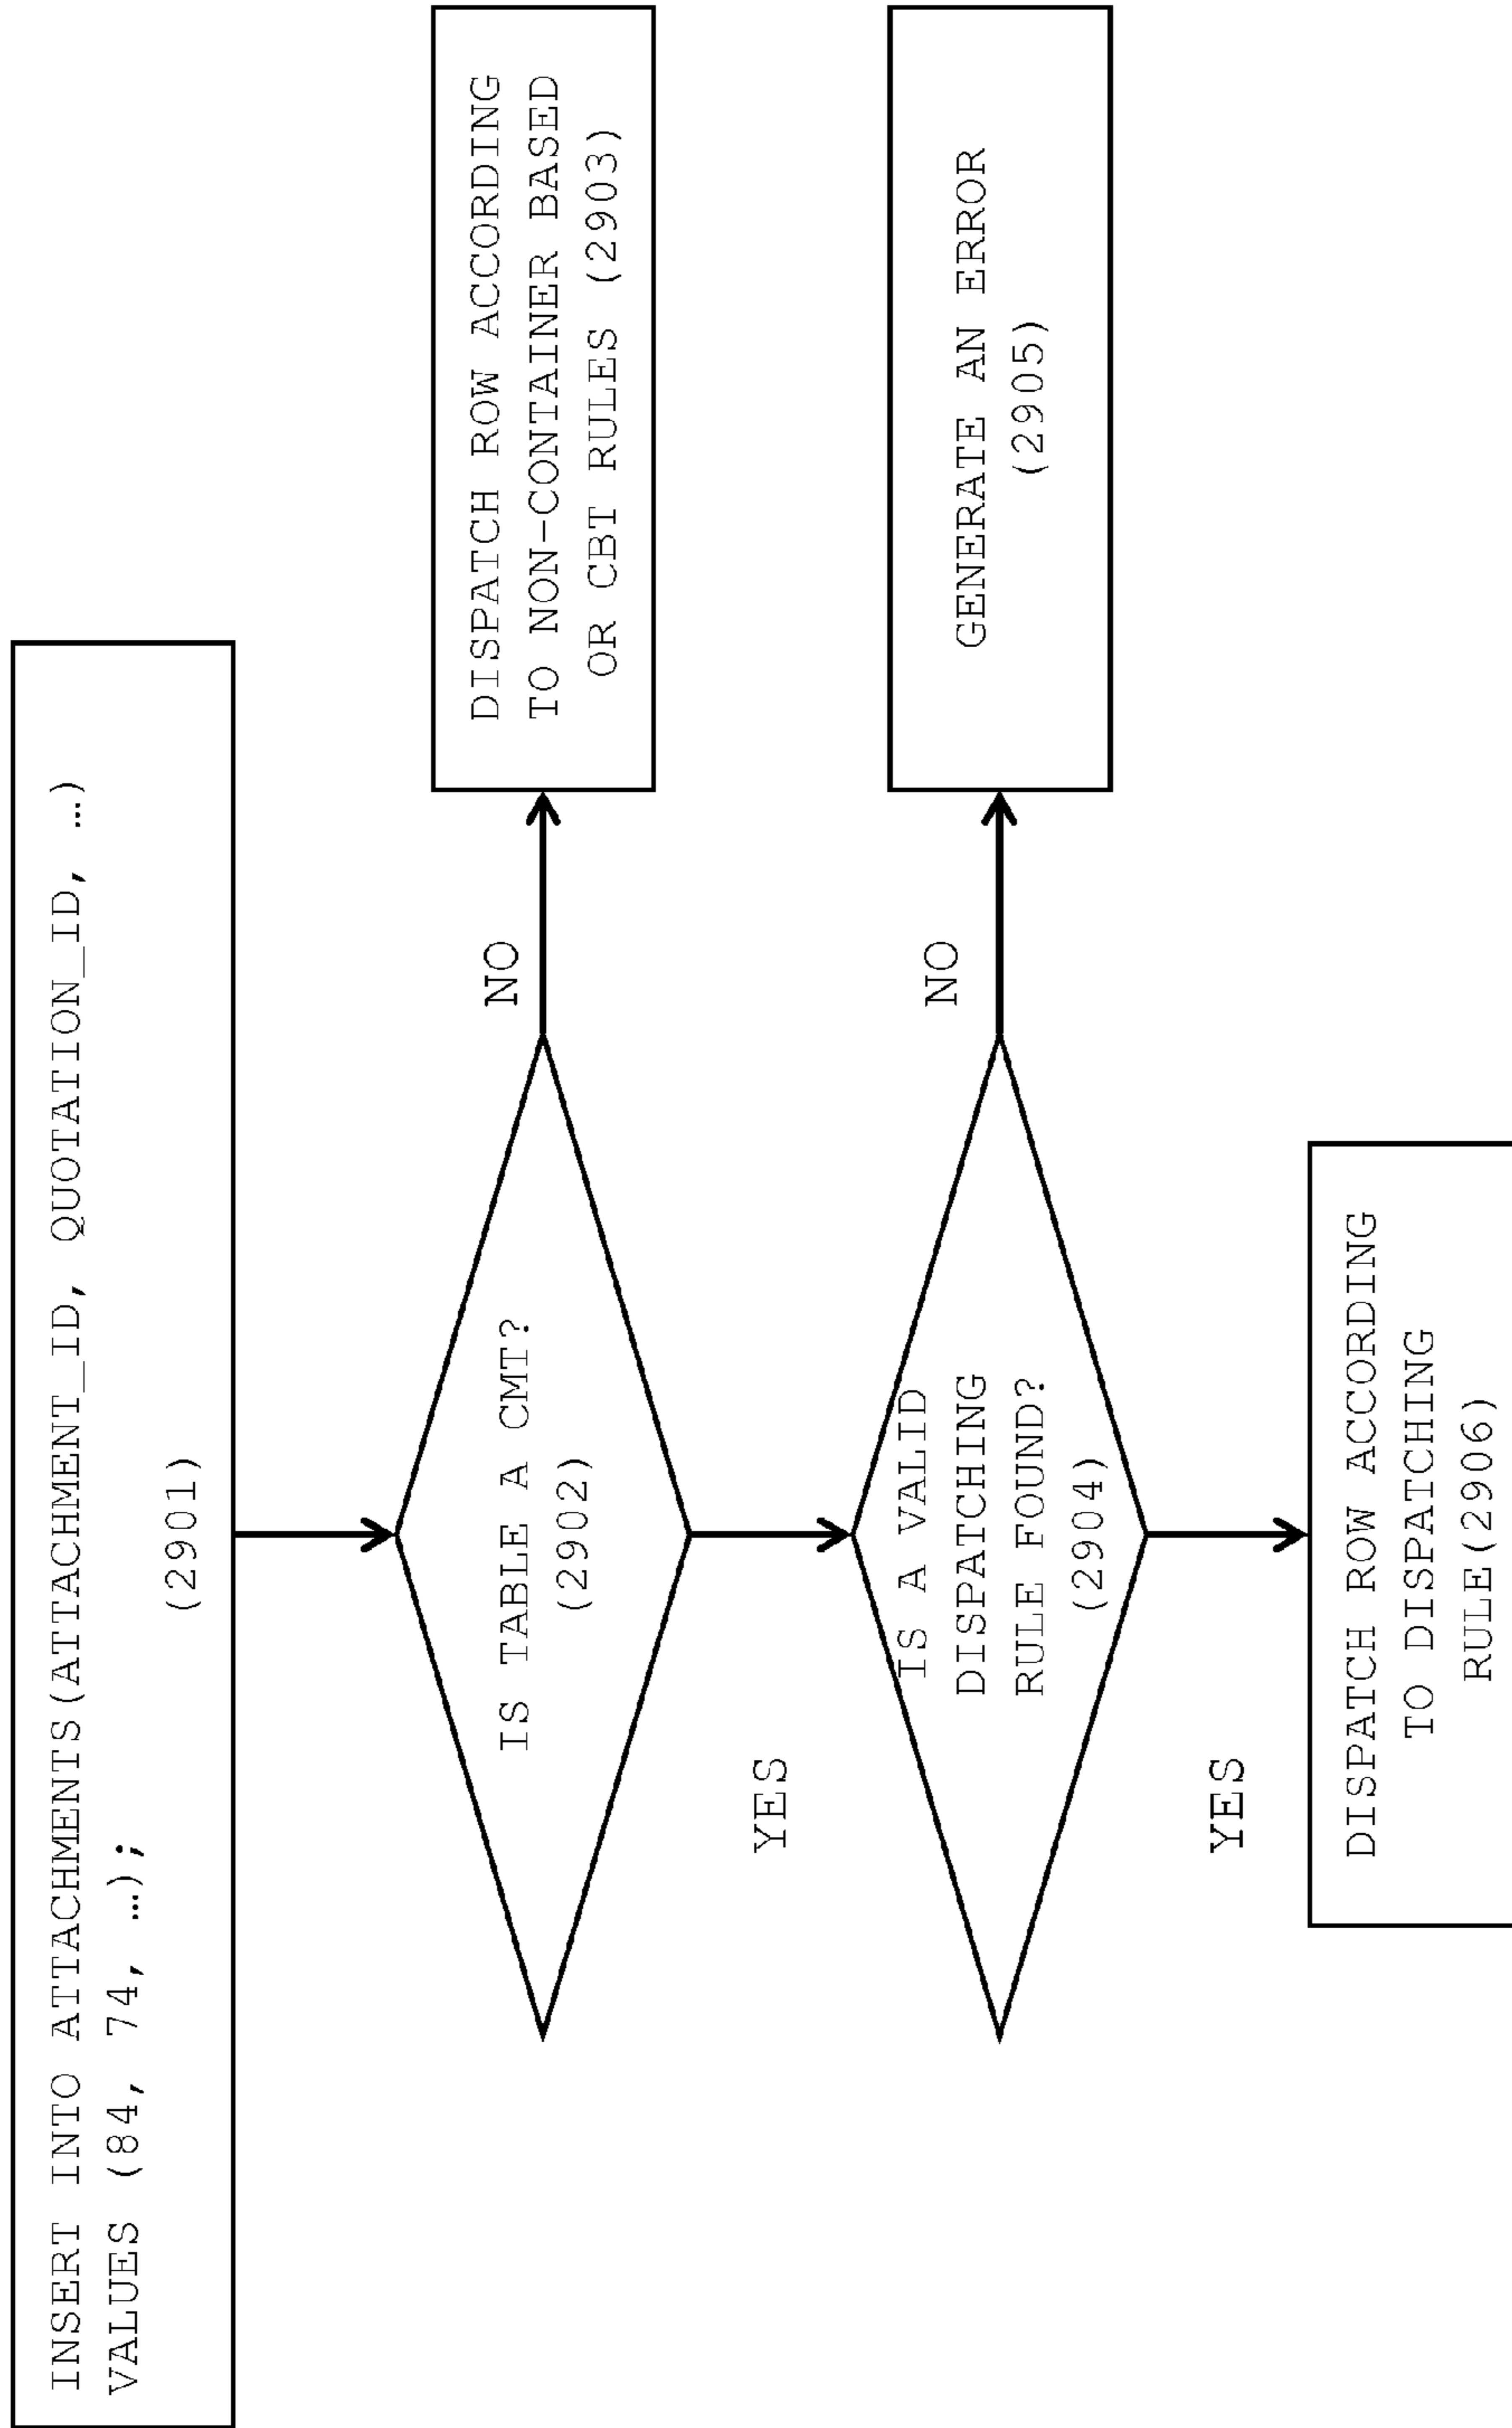 INSERT INTO ATTACHMENTS(ATTACHMENT_ID, QUOTATION_ID, …)
VALUES (84, 74, …);
(2901)
IS TABLE A CMT?
(2902)
NO
DISPATCH ROW ACCORDING
TO NON-CONTAINER BASED
OR CBT RULES (2903)
YES
IS A VALID
DISPATCHING
RULE FOUND?
(2904)
NO
GENERATE AN ERROR
(2905)
YES
DISPATCH ROW ACCORDING
TO DISPATCHING
RULE(2906)